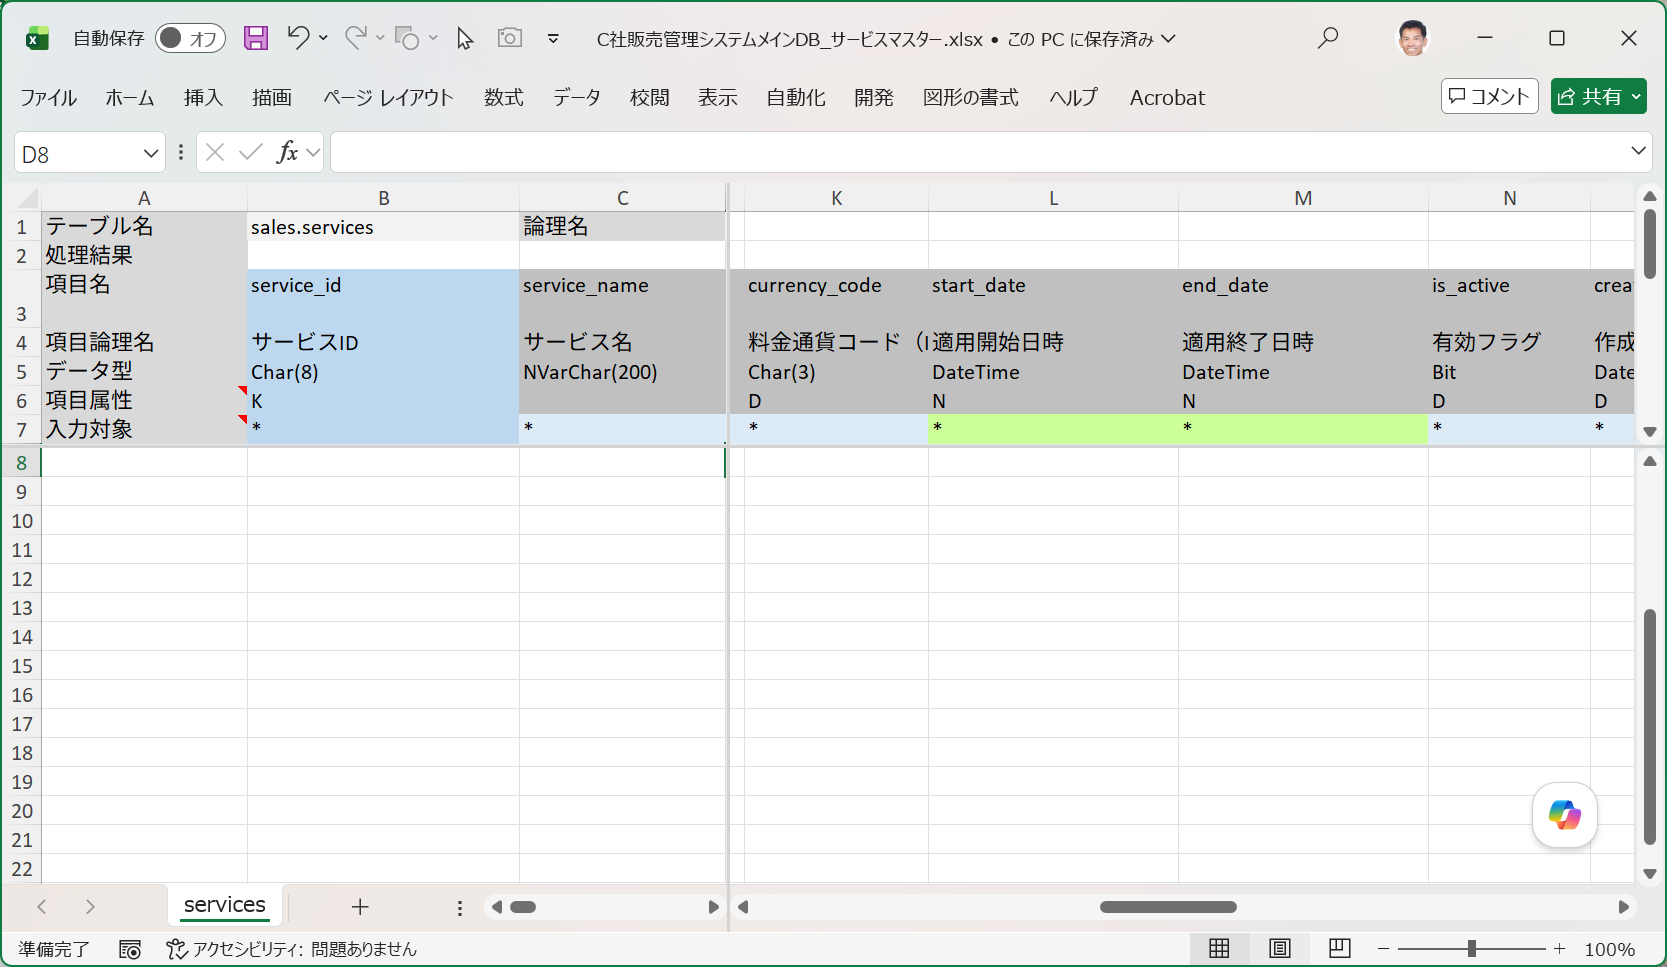 自動保存 オフ C社販売管理システムメインDB_サービスマスター.xlsx • この PC に保存済み
ファイル ホーム 挿入 描画 ページ レイアウト 数式 データ 校閲 表示 自動化 開発 図形の書式 ヘルプ Acrobat コメント 共有
D8 fx
A B C K L M N
1 テーブル名 sales.services 論理名
2 処理結果
3 項目名 service_id service_name currency_code start_date end_date is_active crea
4 項目論理名 サービスID サービス名 料金通貨コード（I 適用開始日時 適用終了日時 有効フラグ 作成
5 データ型 Char(8) NVarChar(200) Char(3) DateTime DateTime Bit Date
6 項目属性 K D N N D D
7 入力対象 * * * * * * *
8
9
10
11
12
13
14
15
16
17
18
19
20
21
22
services
準備完了 アクセシビリティ: 問題ありません 100%